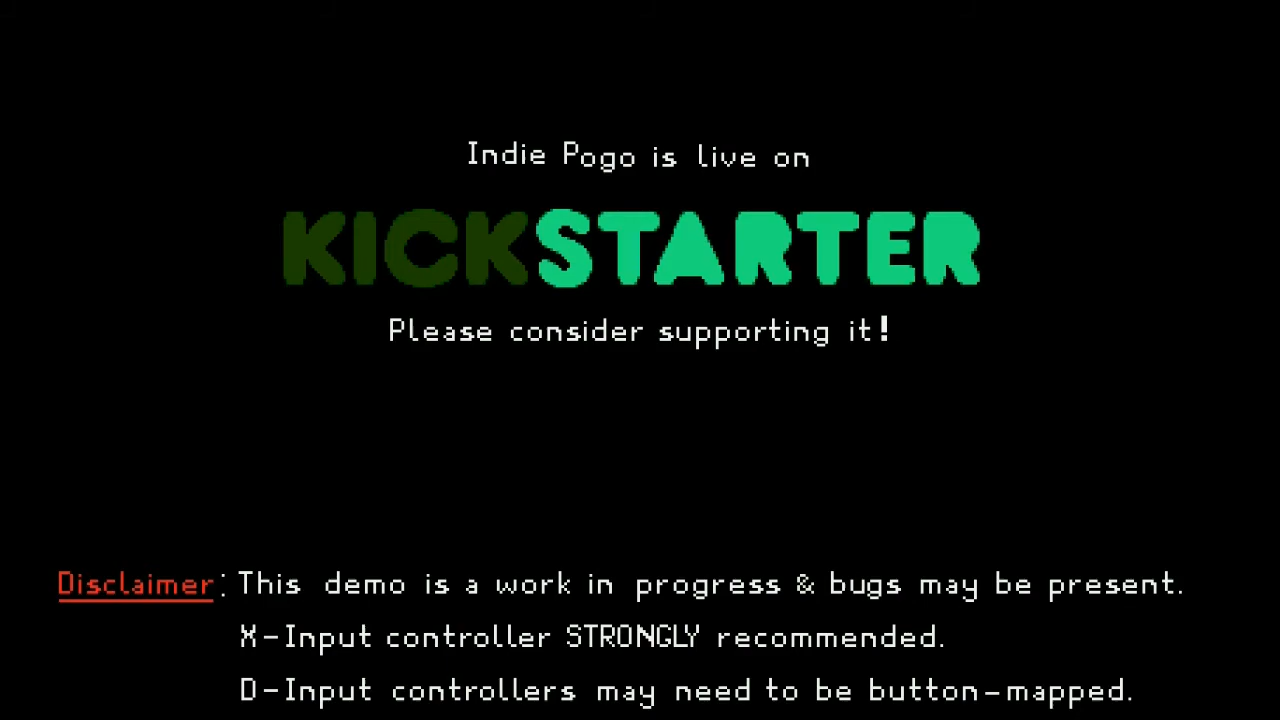 Indie Pogo is live on
KICKSTARTER
Please consider supporting it!
Disclaimer: This demo is a work in progress & bugs may be present.
X-Input controller STRONGLY recommended.
D-Input controllers may need to be button-mapped.